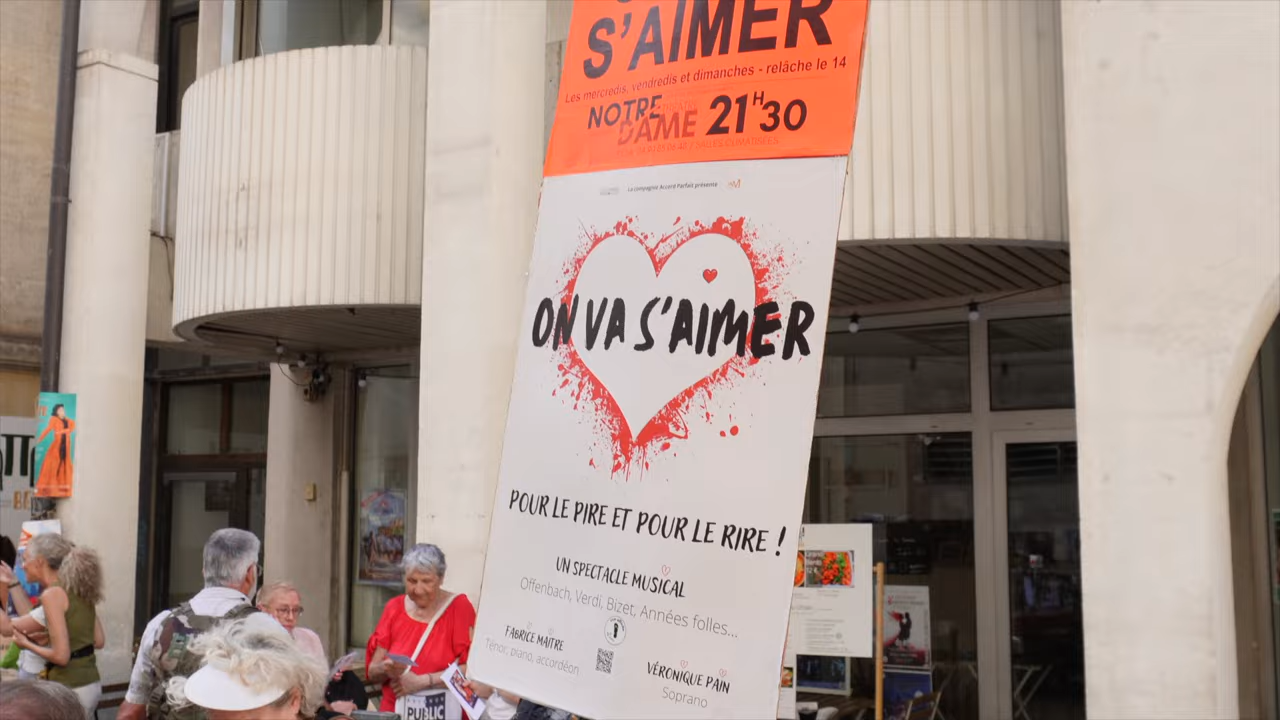 S'AIMER
Les mercredis, vendredis et dimanches - relâche le 14
NOTRE
DAME 21H30
La compagnie Accord Parfait présente
ON VA S'AIMER
POUR LE PIRE ET POUR LE RIRE !
UN SPECTACLE MUSICAL
Offenbach, Verdi, Bizet, Années folles...
FABRICE MAITRE
Ténor, piano, accordéon
VÉRONIQUE PAIN
Soprano
PUBLIC